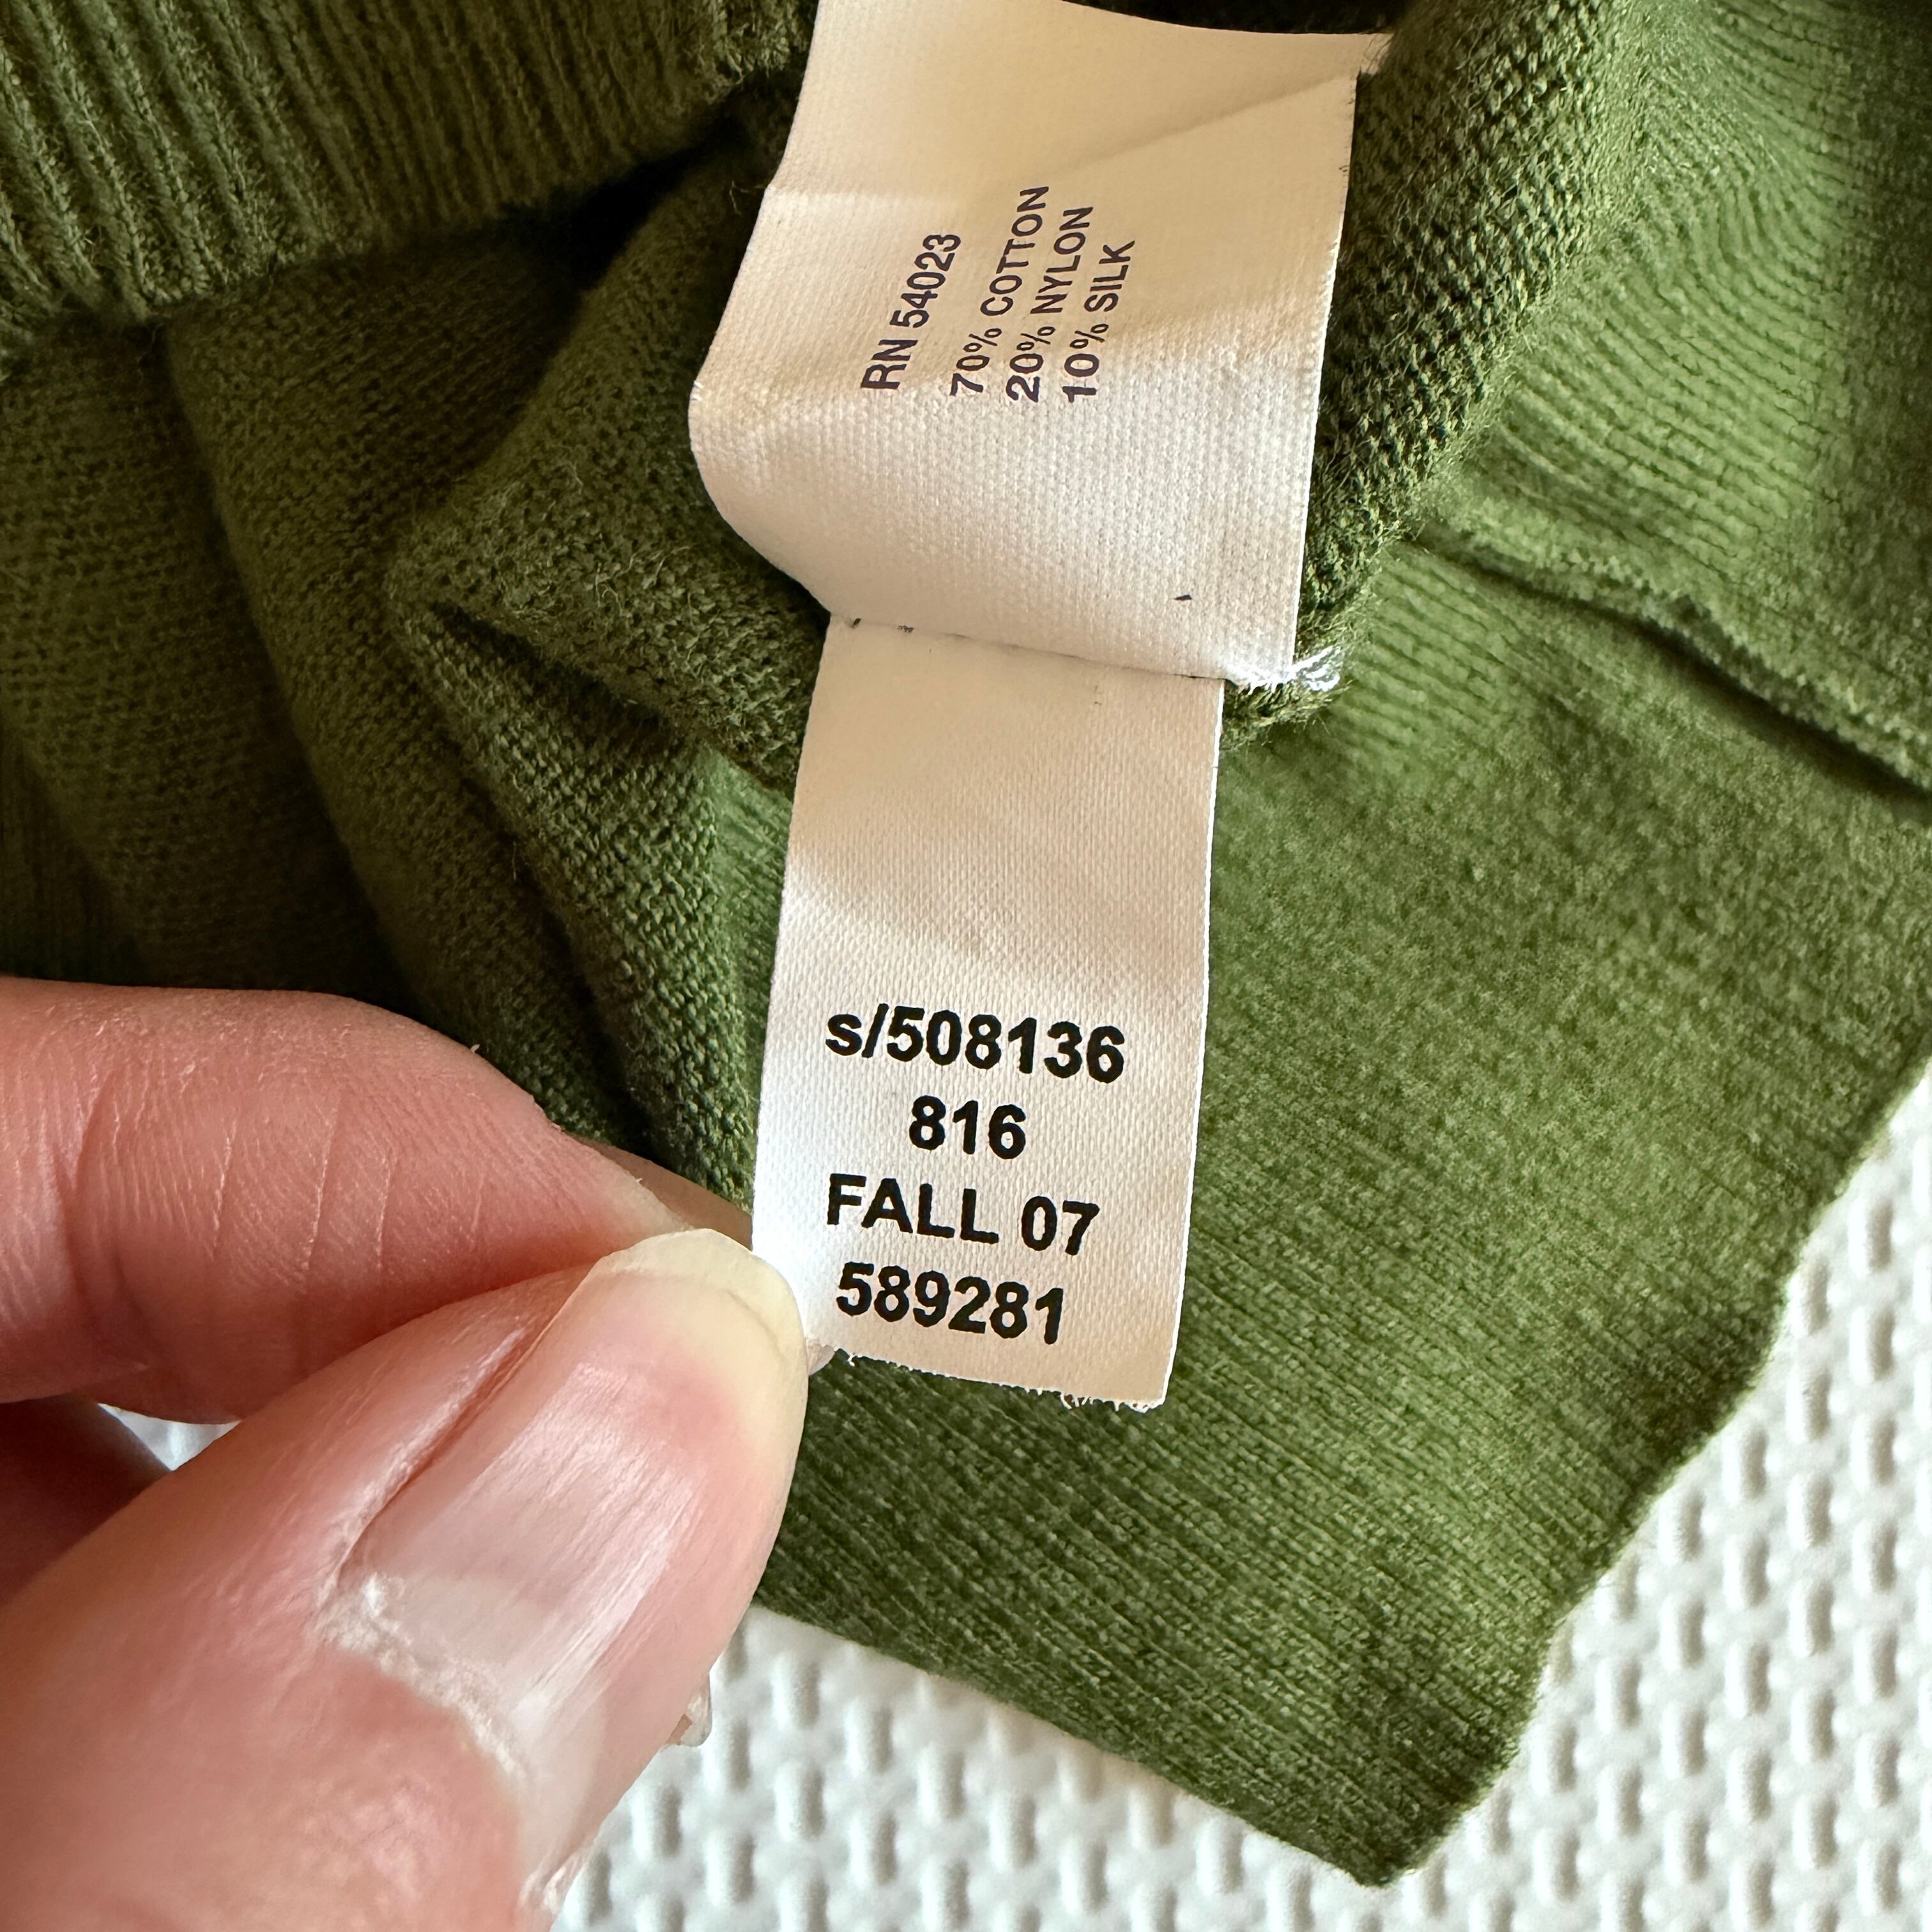 RN 54023
70% COTTON
20% NYLON
10% SILK
s/508136
816
FALL 07
589281